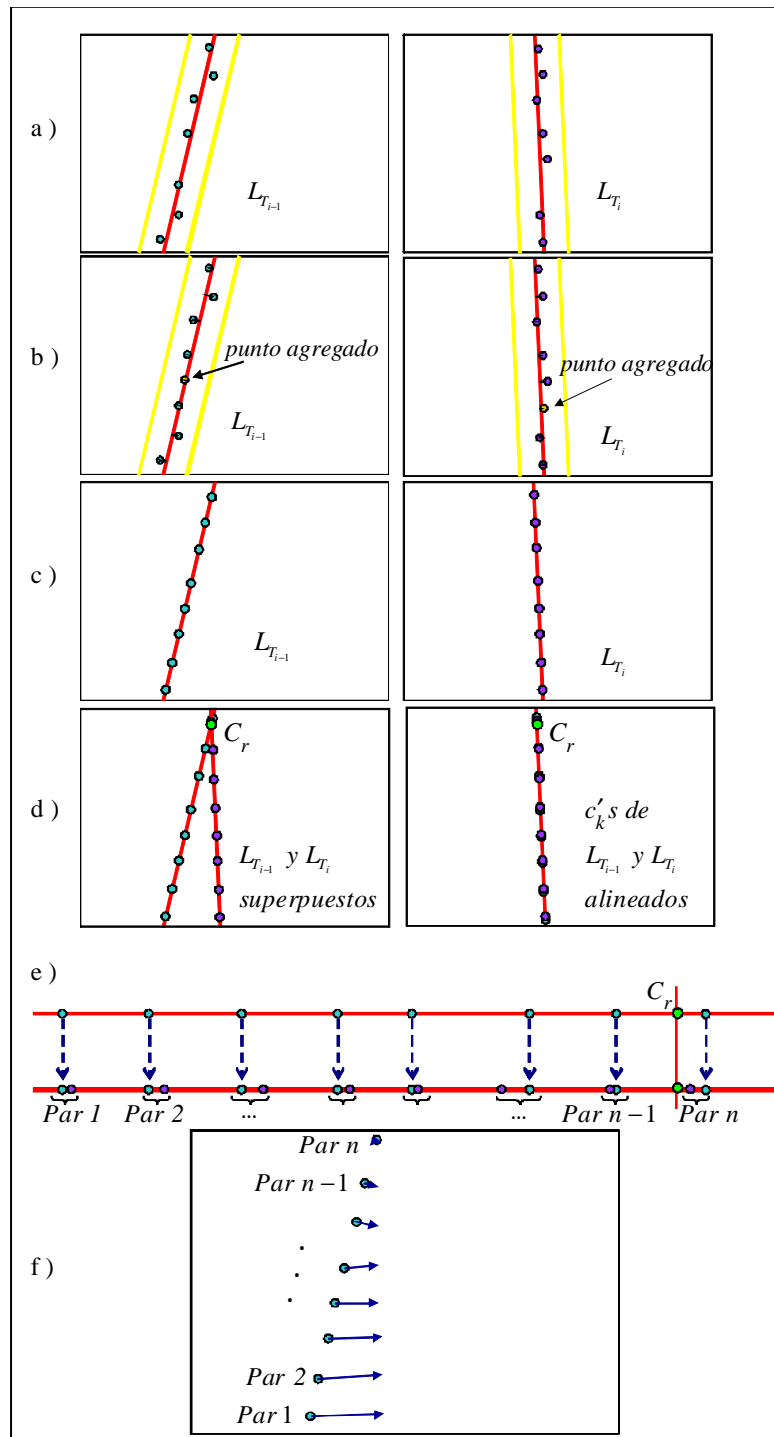 a )
L_{T_{i-1}}
L_{T_i}
b )
punto agregado
L_{T_{i-1}}
punto agregado
L_{T_i}
c )
L_{T_{i-1}}
L_{T_i}
d )
C_r
L_{T_{i-1}} y L_{T_i}
superpuestos
C_r
c'_k s de
L_{T_{i-1}} y L_{T_i}
alineados
e )
C_r
Par 1 Par 2 ... ... Par n−1 Par n
f )
Par n
Par n−1
Par 2
Par 1